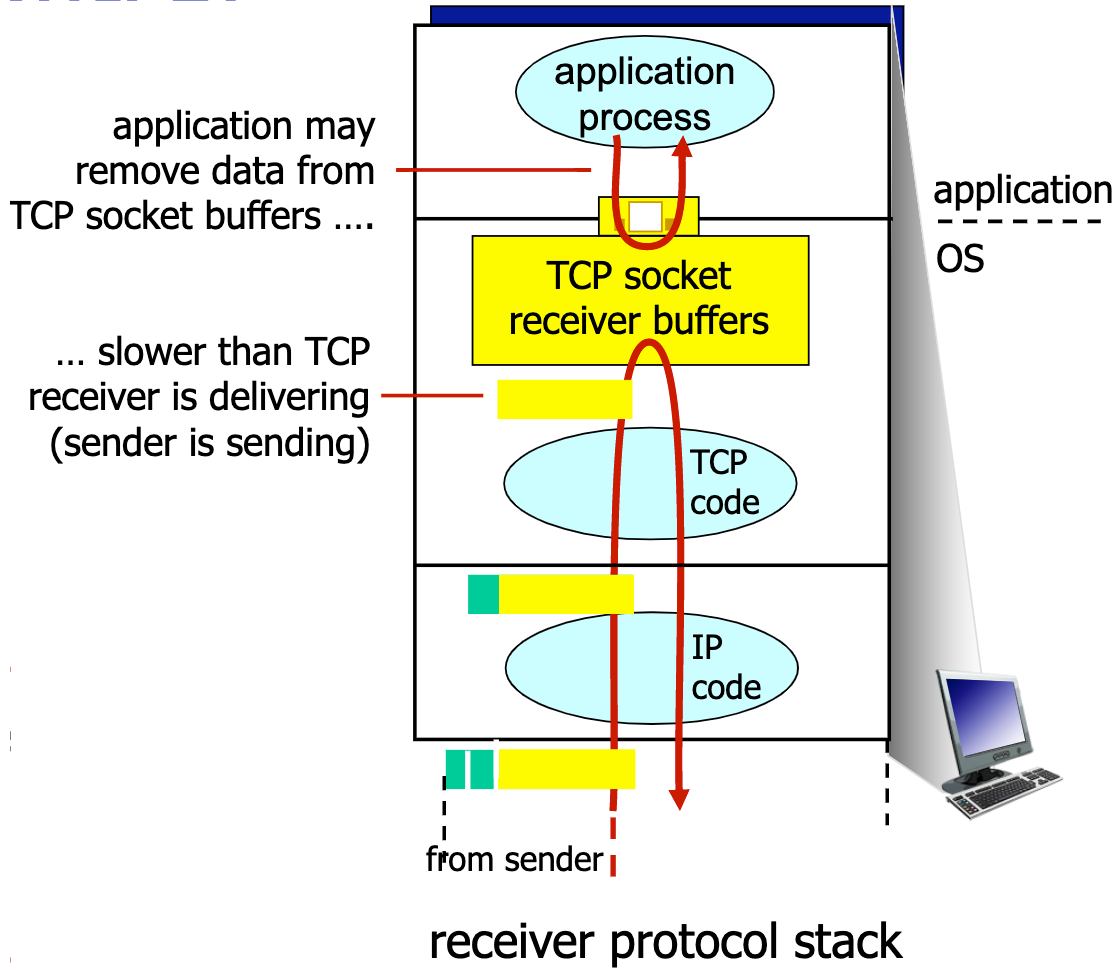 application
process
application may
remove data from
TCP socket buffers ….
application
OS
TCP socket
receiver buffers
… slower than TCP
receiver is delivering
(sender is sending)
TCP
code
IP
code
from sender
receiver protocol stack